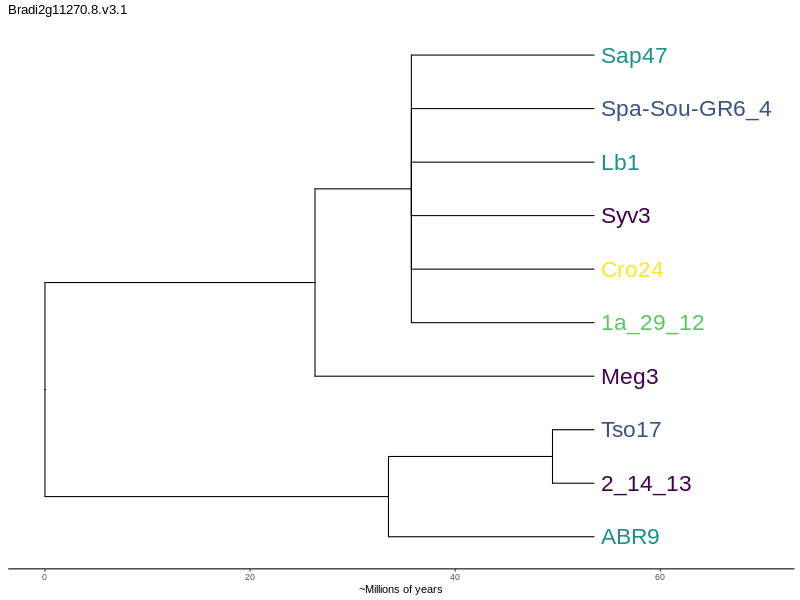 Bradi2g11270.8.v3.1
Sap47
Spa-Sou-GR6_4
Lb1
Syv3
Cro24
1a_29_12
Meg3
Tso17
2_14_13
ABR9
0 20 40 60
~Millions of years